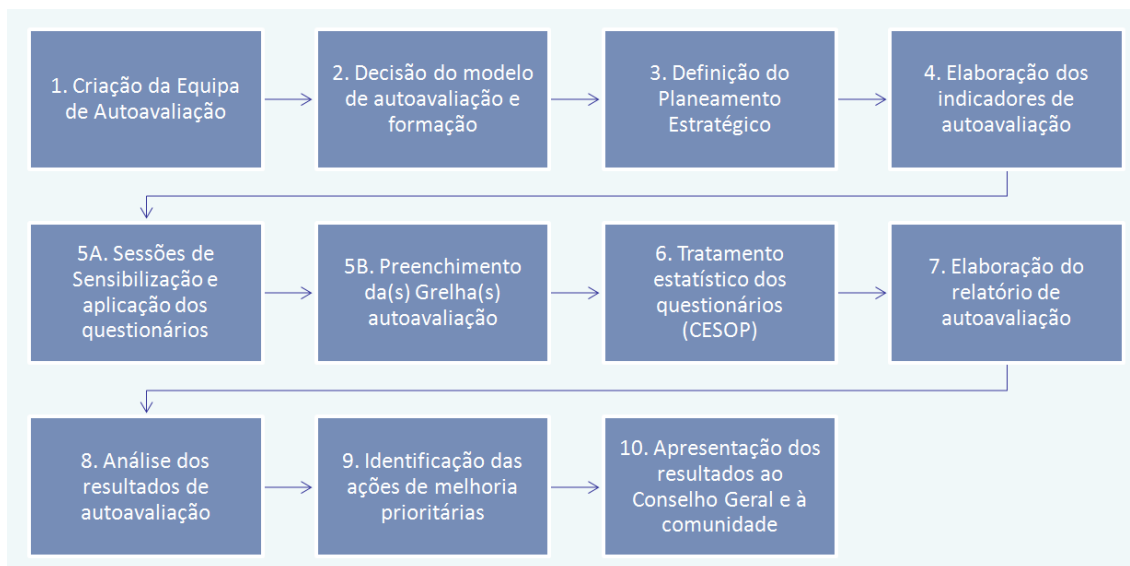 1. Criação da Equipa
de Autoavaliação
2. Decisão do modelo
de autoavaliação e
formação
3. Definição do
Planeamento
Estratégico
4. Elaboração dos
indicadores de
autoavaliação
5A. Sessões de
Sensibilização e
aplicação dos
questionários
5B. Preenchimento
da(s) Grelha(s)
autoavaliação
6. Tratamento
estatístico dos
questionários
(CESOP)
7. Elaboração do
relatório de
autoavaliação
8. Análise dos
resultados de
autoavaliação
9. Identificação das
ações de melhoria
prioritárias
10. Apresentação dos
resultados ao
Conselho Geral e à
comunidade